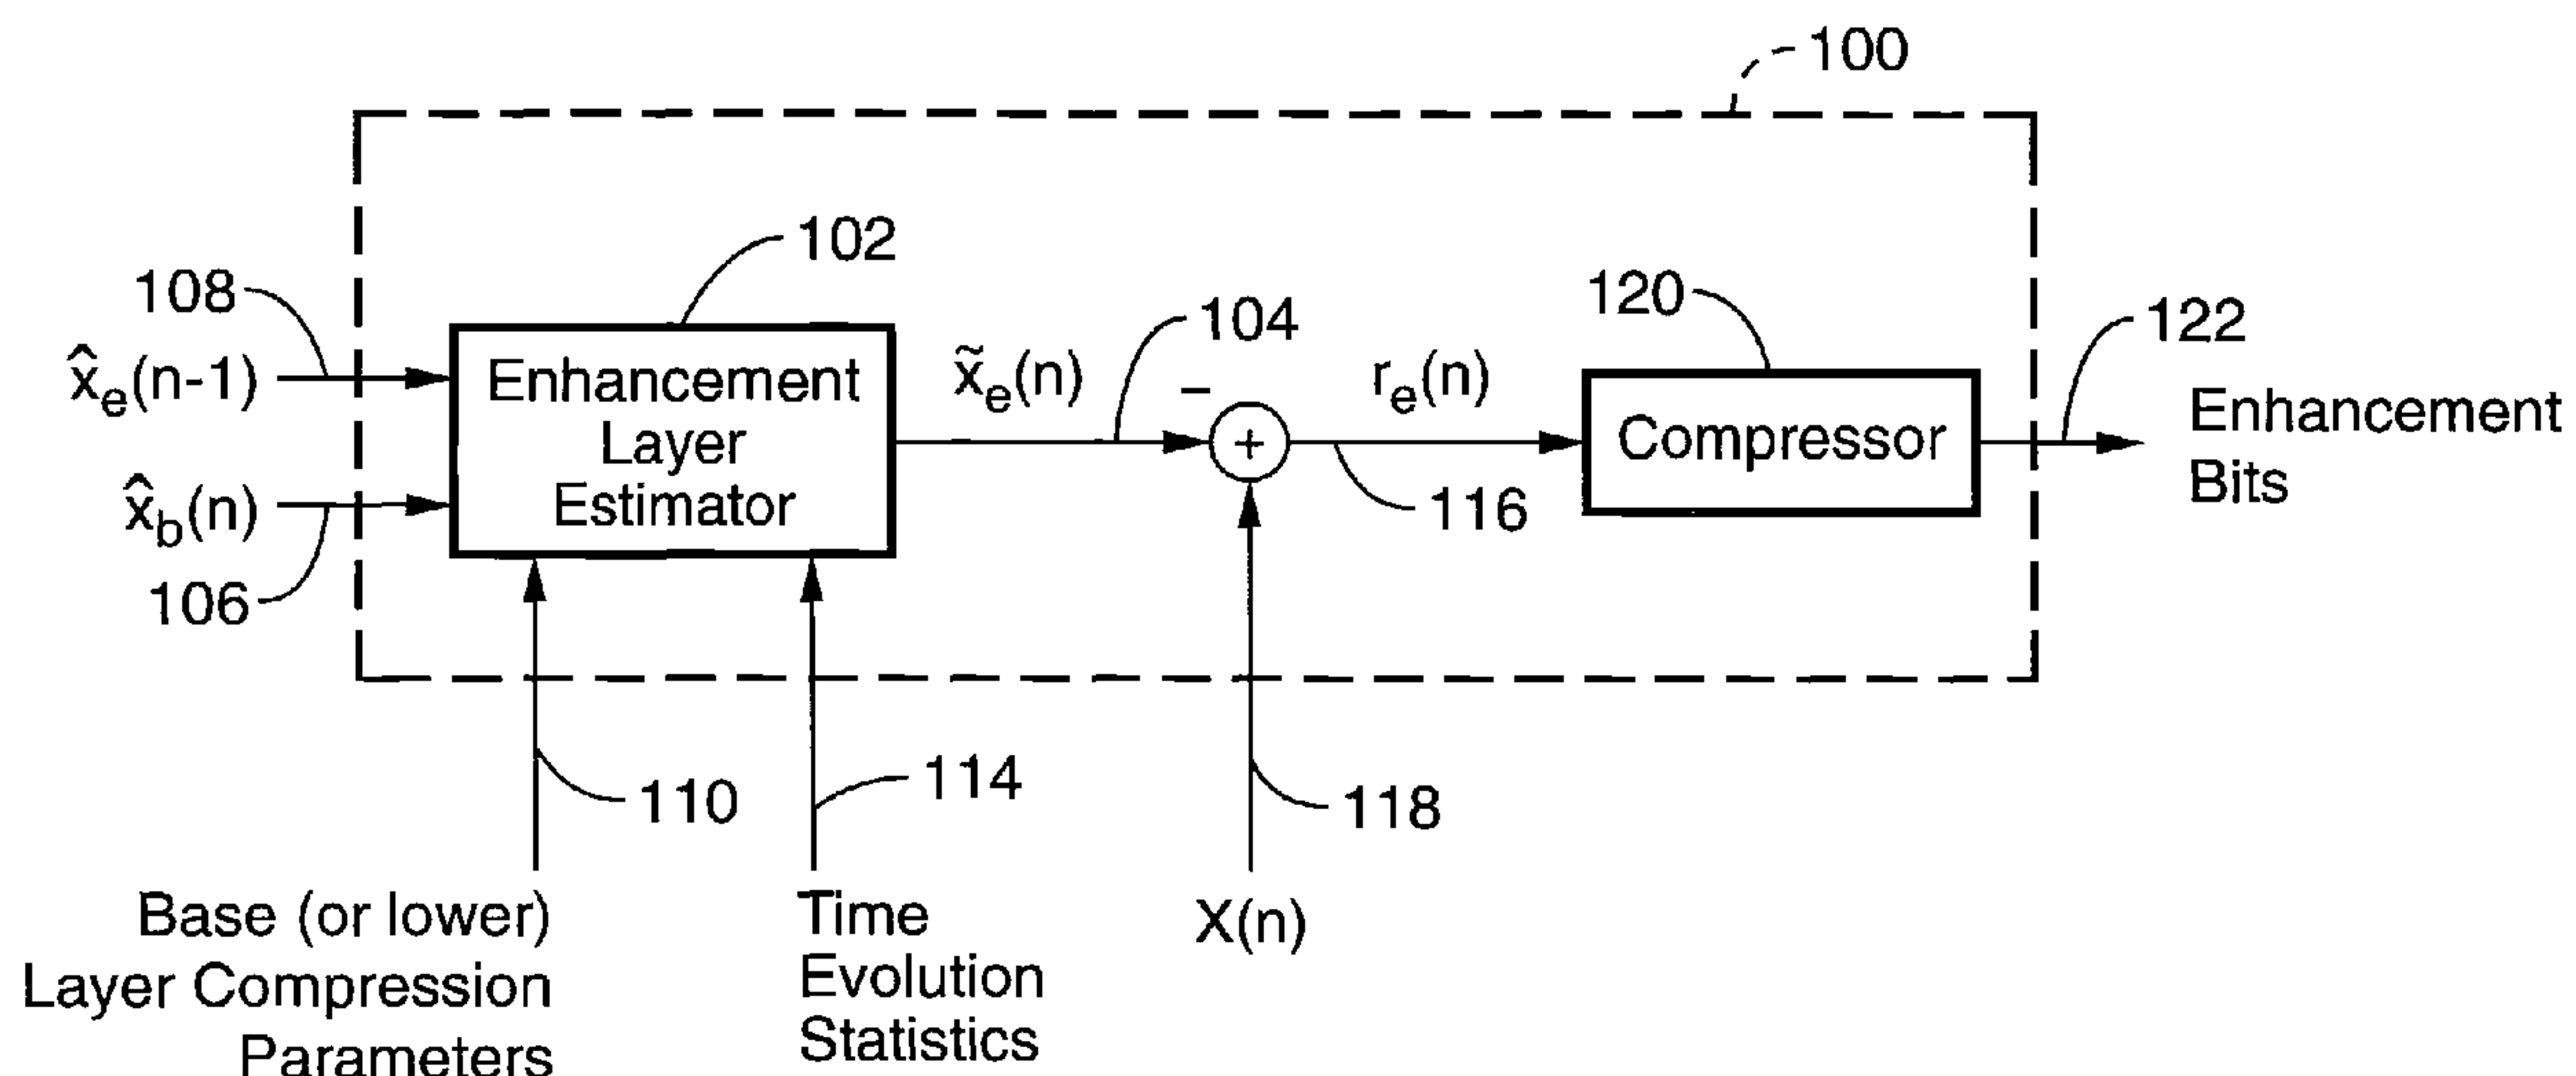 100
102
108
104
120
122
x̂e(n-1)
Enhancement
Layer
Estimator
x̃e(n)
−
+
re(n)
Compressor
Enhancement
Bits
x̂b(n)
116
106
110
114
118
Base (or lower)
Layer Compression
Parameters
Time
Evolution
Statistics
X(n)